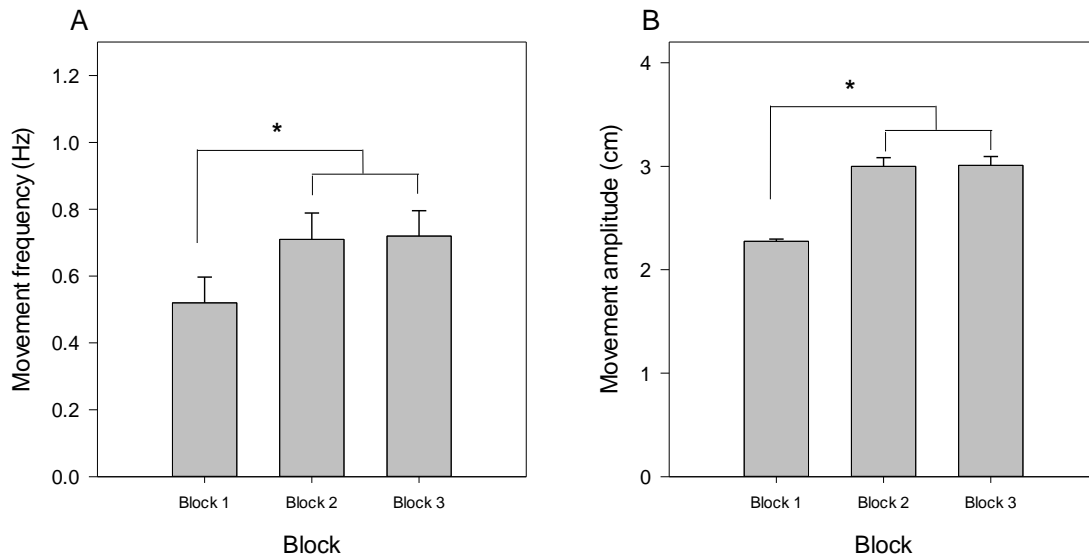 A
Movement frequency (Hz)
1.2
1.0
0.8
0.6
0.4
0.2
0.0
*
Block 1 Block 2 Block 3
Block
B
Movement amplitude (cm)
4
3
2
1
0
*
Block 1 Block 2 Block 3
Block